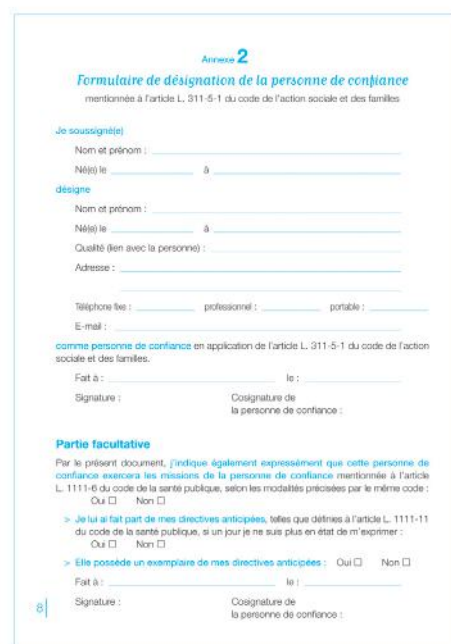 Annexe 2
Formulaire de désignation de la personne de confiance
mentionnée à l'article L. 311-5-1 du code de l'action sociale et des familles
Je soussigné(e)
Nom et prénom :
Né(e) le à
désigne
Nom et prénom :
Né(e) le à
Qualité (lien avec la personne) :
Adresse :
Téléphone fixe : professionnel : portable :
E-mail :
comme personne de confiance en application de l'article L. 311-5-1 du code de l'action
sociale et des familles.
Fait à : le :
Signature : Cosignature de
la personne de confiance :
Partie facultative
Par le présent document, j'indique également expressément que cette personne de
confiance exercera les missions de la personne de confiance mentionnée à l'article
L. 1111-6 du code de la santé publique, selon les modalités précisées par le même code :
Oui ☐ Non ☐
> Je lui ai fait part de mes directives anticipées, telles que définies à l'article L. 1111-11
du code de la santé publique, si un jour je ne suis plus en état de m'exprimer :
Oui ☐ Non ☐
> Elle possède un exemplaire de mes directives anticipées : Oui ☐ Non ☐
Fait à : le :
Signature : Cosignature de
la personne de confiance :
8